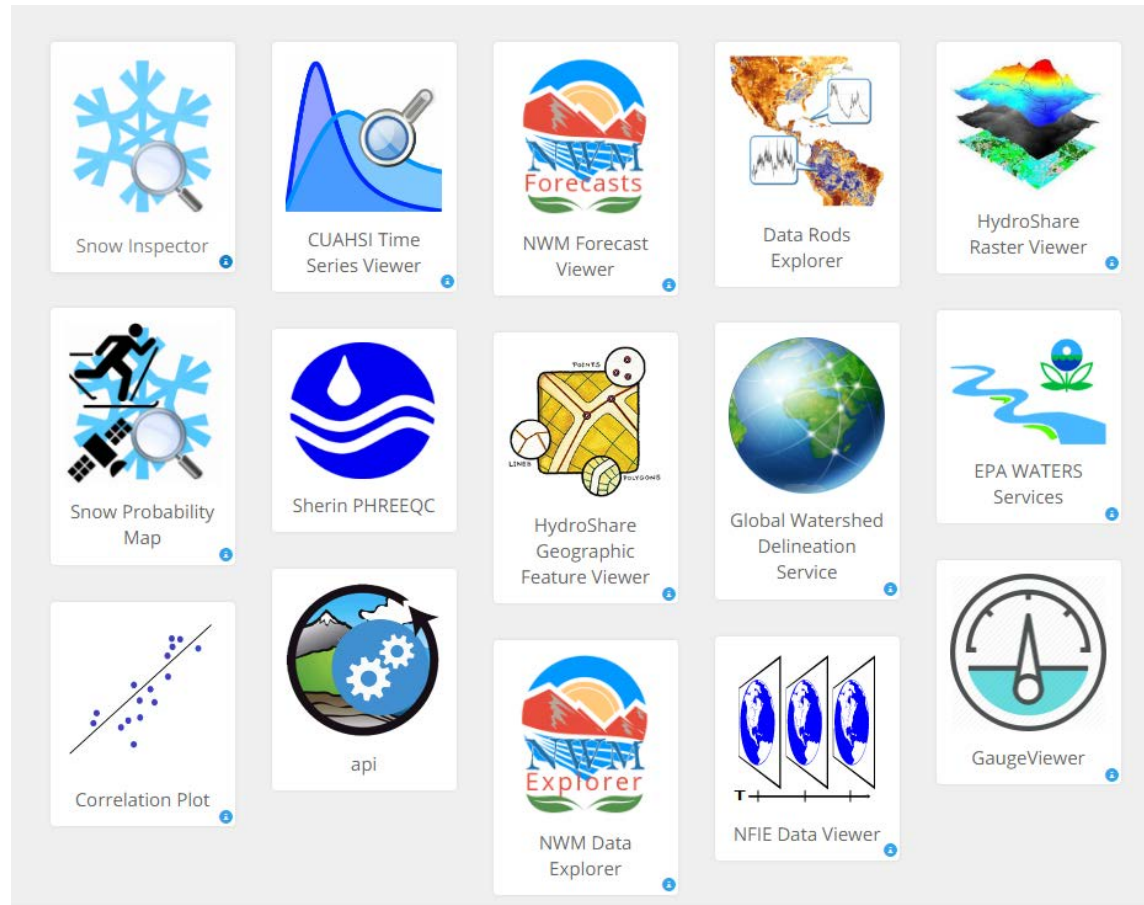 Snow Inspector
CUAHSI Time
Series Viewer
NWM
Forecasts
NWM Forecast
Viewer
Data Rods
Explorer
HydroShare
Raster Viewer
Snow Probability
Map
Sherin PHREEQC
POINTS
LINES
POLYGONS
HydroShare
Geographic
Feature Viewer
Global Watershed
Delineation
Service
EPA WATERS
Services
Correlation Plot
api
NWM
Explorer
NWM Data
Explorer
T
NFIE Data Viewer
GaugeViewer